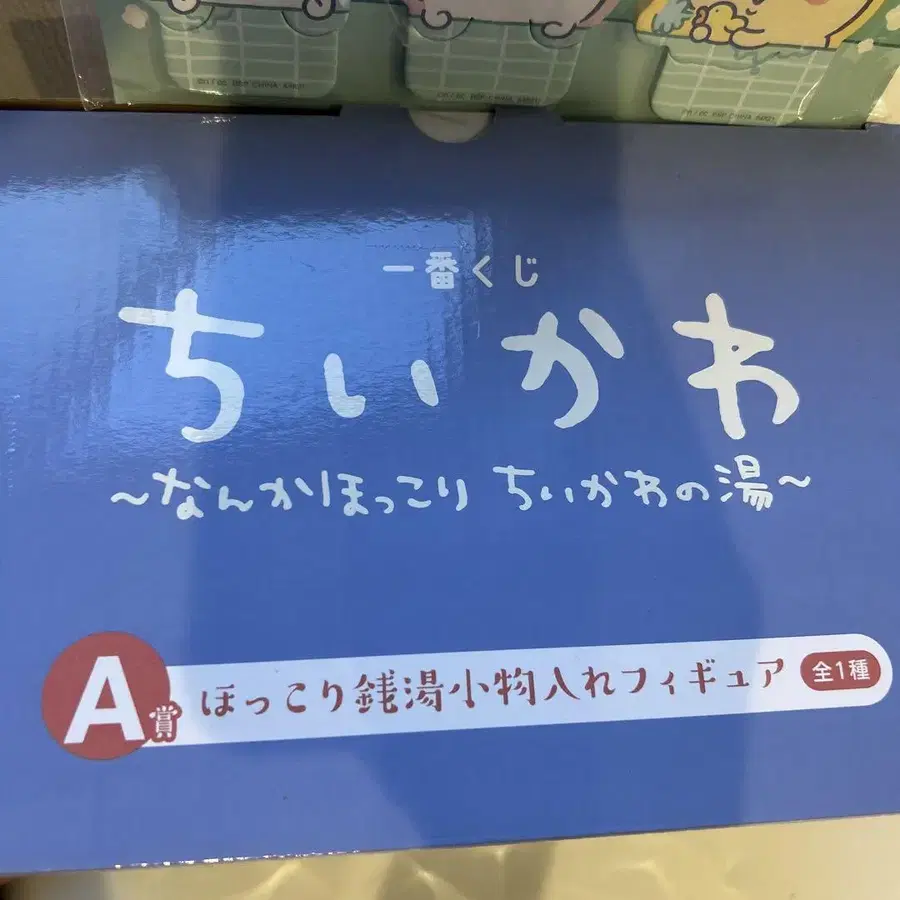 一番くじ
ちいかわ
～なんかほっこり ちいかわの湯～
A賞 ほっこり銭湯小物入れフィギュア 全1種